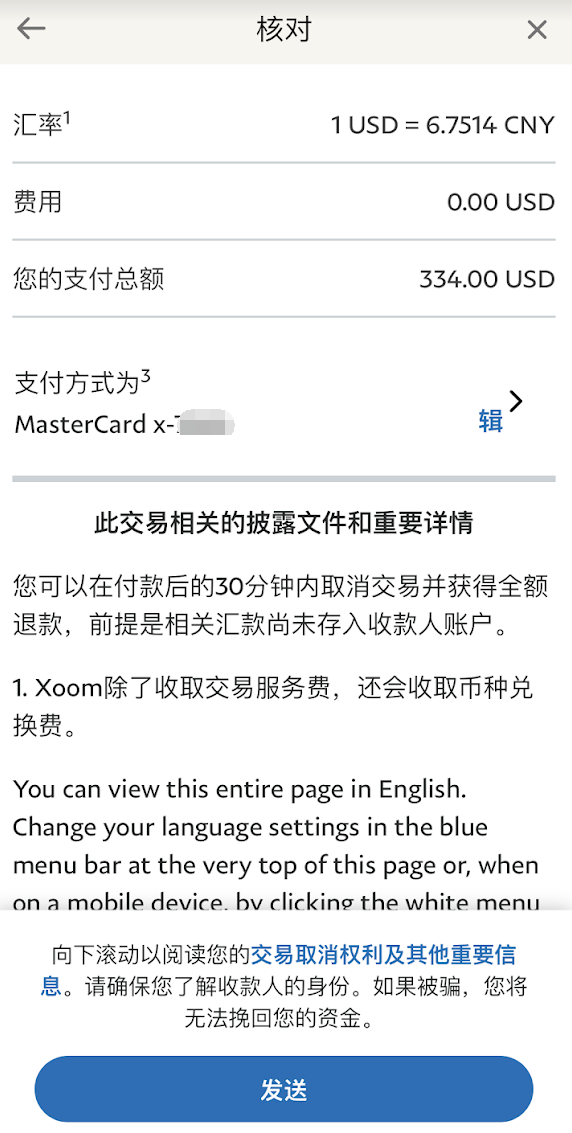 核对
汇率¹
1 USD = 6.7514 CNY
费用
0.00 USD
您的支付总额
334.00 USD
支付方式为³
MasterCard x-
辑
此交易相关的披露文件和重要详情
您可以在付款后的30分钟内取消交易并获得全额
退款，前提是相关汇款尚未存入收款人账户。
1. Xoom除了收取交易服务费，还会收取币种兑
换费。
You can view this entire page in English.
Change your language settings in the blue
menu bar at the very top of this page or, when
on a mobile device, by clicking the white menu
向下滚动以阅读您的交易取消权利及其他重要信
息。请确保您了解收款人的身份。如果被骗，您将
无法挽回您的资金。
发送